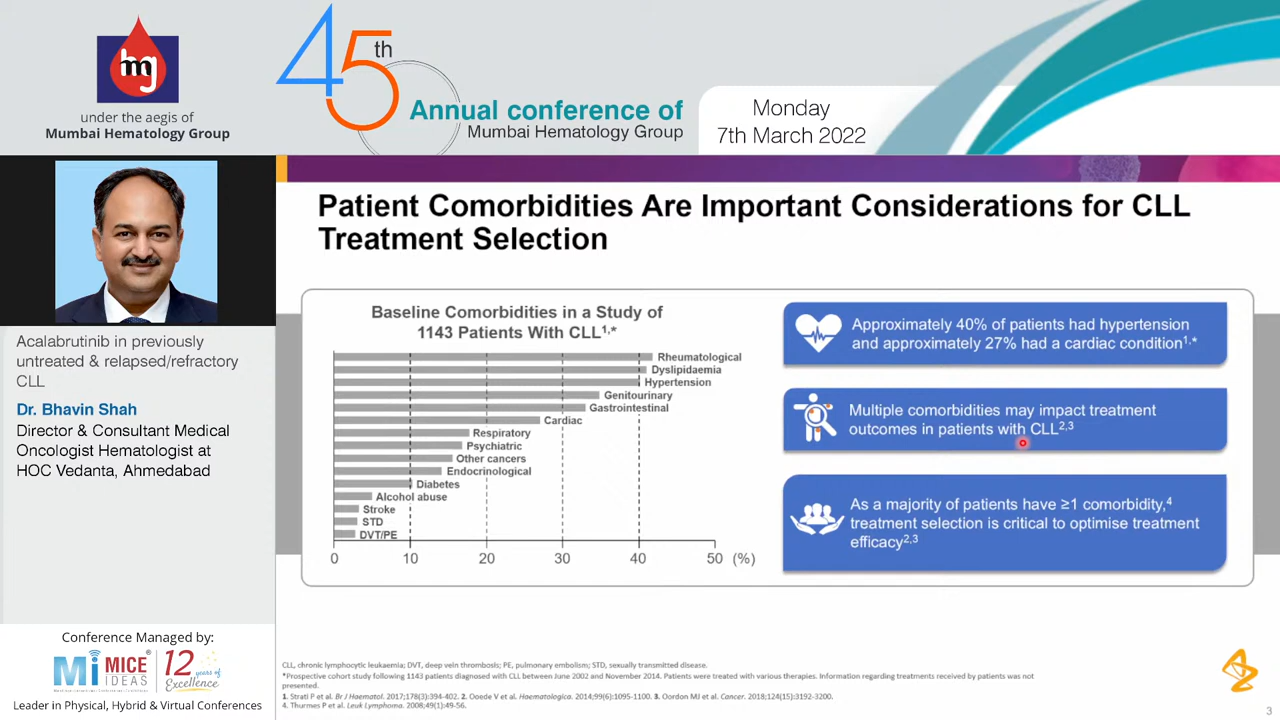 hmg
under the aegis of
Mumbai Hematology Group
45th
Annual conference of
Mumbai Hematology Group
Monday
7th March 2022
Acalabrutinib in previously
untreated & relapsed/refractory
CLL
Dr. Bhavin Shah
Director & Consultant Medical
Oncologist Hematologist at
HOC Vedanta, Ahmedabad
Conference Managed by:
Mi MICE
IDEAS
12 years of
Excellence
Leader in Physical, Hybrid & Virtual Conferences
Patient Comorbidities Are Important Considerations for CLL
Treatment Selection
Baseline Comorbidities in a Study of
1143 Patients With CLL1,*
Rheumatological
Dyslipidaemia
Hypertension
Genitourinary
Gastrointestinal
Cardiac
Respiratory
Psychiatric
Other cancers
Endocrinological
Diabetes
Alcohol abuse
Stroke
STD
DVT/PE
0 10 20 30 40 50 (%)
Approximately 40% of patients had hypertension
and approximately 27% had a cardiac condition1,*
Multiple comorbidities may impact treatment
outcomes in patients with CLL2,3
As a majority of patients have ≥1 comorbidity,4
treatment selection is critical to optimise treatment
efficacy2,3
CLL, chronic lymphocytic leukaemia; DVT, deep vein thrombosis; PE, pulmonary embolism; STD, sexually transmitted disease.
*Prospective cohort study following 1143 patients diagnosed with CLL between June 2002 and November 2014. Patients were treated with various therapies. Information regarding treatments received by patients was not
presented.
1. Strati P et al. Br J Haematol. 2017;178(3):394-402. 2. Goede V et al. Haematologica. 2014;99(6):1095-1100. 3. Gordon MJ et al. Cancer. 2018;124(15):3192-3200.
4. Thurmes P et al. Leuk Lymphoma. 2008;49(1):49-56.
3